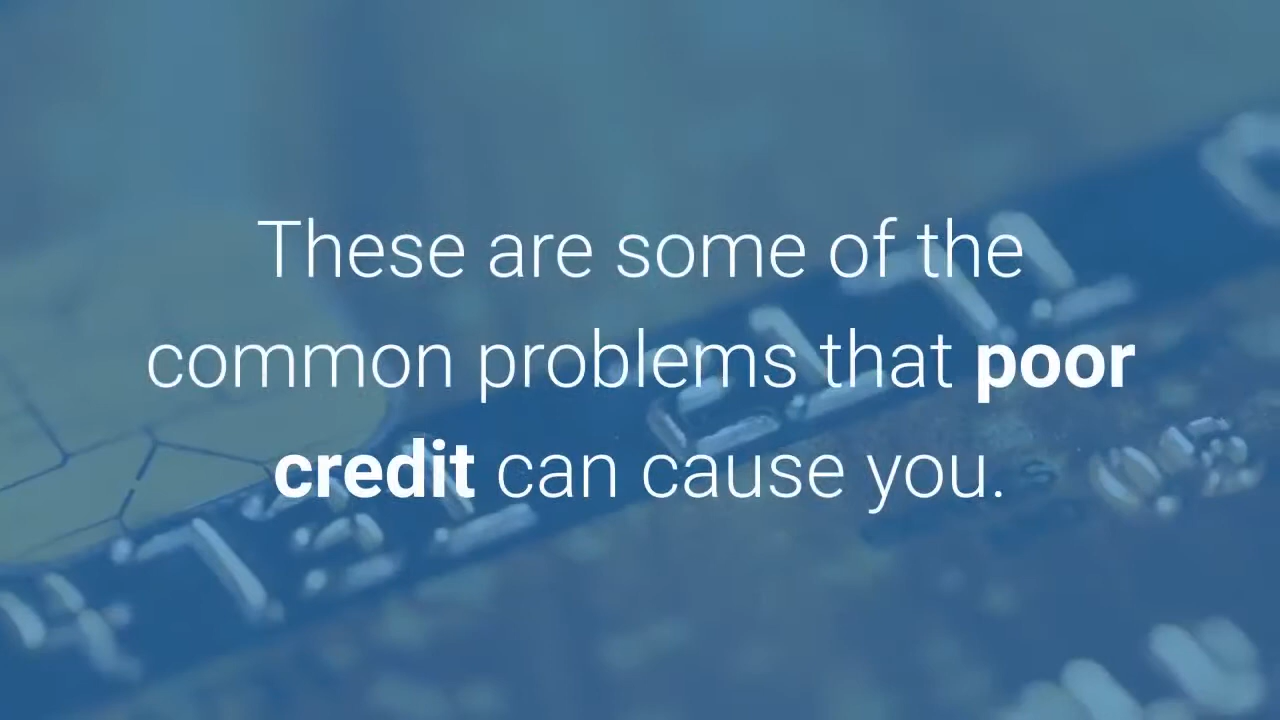 These are some of the
common problems that poor
credit can cause you.